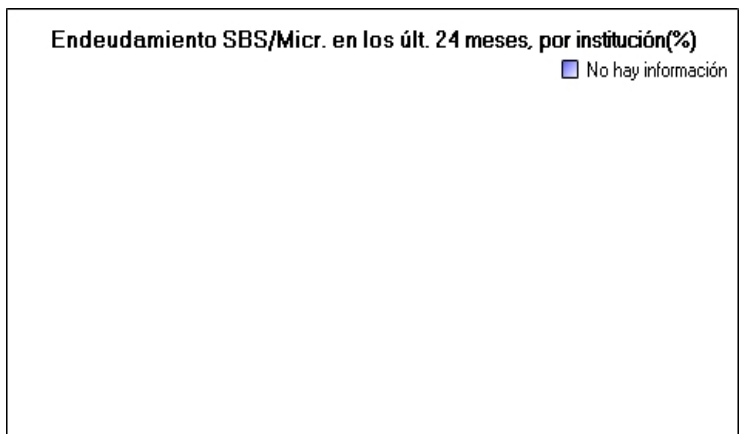 Endeudamiento SBS/Micr. en los últ. 24 meses, por institución(%)
No hay información